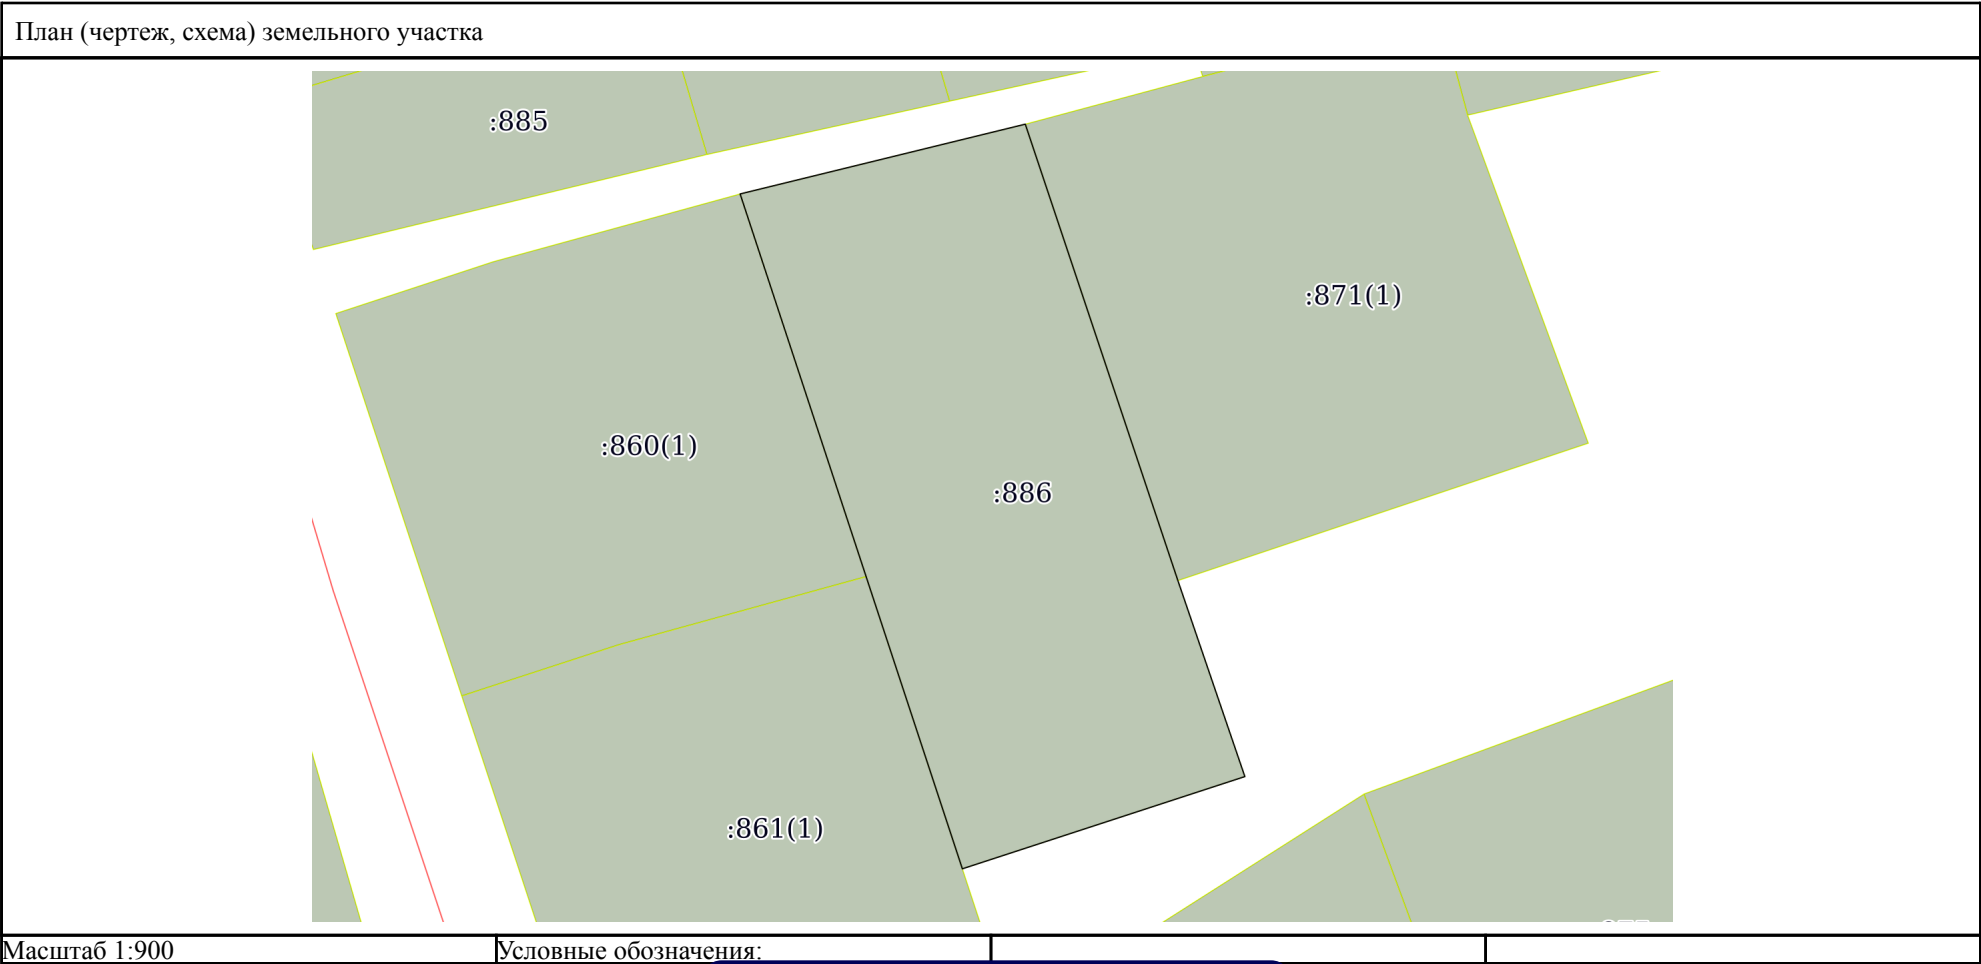 План (чертеж, схема) земельного участка
:885
:871(1)
:860(1)
:886
:861(1)
Масштаб 1:900
Условные обозначения: